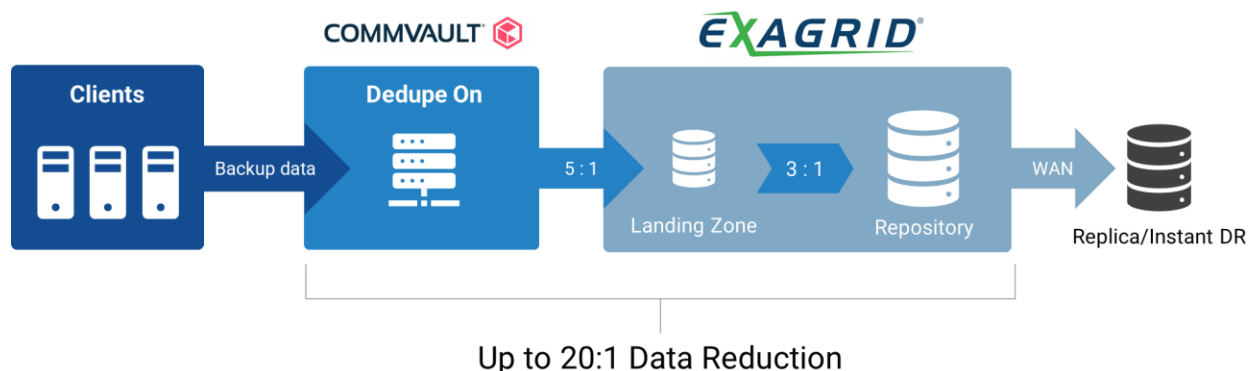 COMMVAULT
EXAGRID®
Clients
Dedupe On
Backup data
5 : 1
3 : 1
WAN
Landing Zone
Repository
Replica/Instant DR
Up to 20:1 Data Reduction